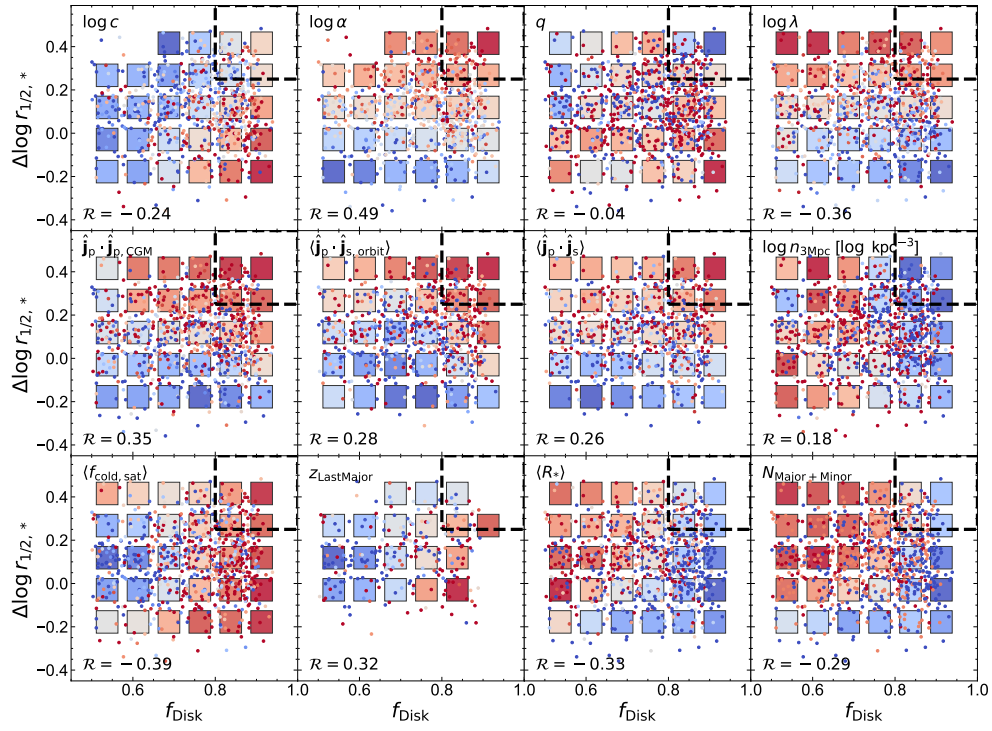 log c
log α
q
log λ
0.4
0.2
0.0
−0.2
−0.4
Δlog r1/2, *
ℛ = −0.24
ℛ = 0.49
ℛ = −0.04
ℛ = −0.36
ĵp · ĵp, CGM
⟨ĵp · ĵs, orbit⟩
⟨ĵp · ĵs⟩
log n3Mpc [log kpc−3]
0.4
0.2
0.0
−0.2
−0.4
Δlog r1/2, *
ℛ = 0.35
ℛ = 0.28
ℛ = 0.26
ℛ = 0.18
⟨fcold, sat⟩
zLastMajor
⟨R*⟩
NMajor + Minor
0.4
0.2
0.0
−0.2
−0.4
Δlog r1/2, *
ℛ = −0.39
ℛ = 0.32
ℛ = −0.33
ℛ = −0.29
0.6 0.8 1.0 0.6 0.8 1.0 0.6 0.8 1.0 0.6 0.8 1.0
fDisk fDisk fDisk fDisk